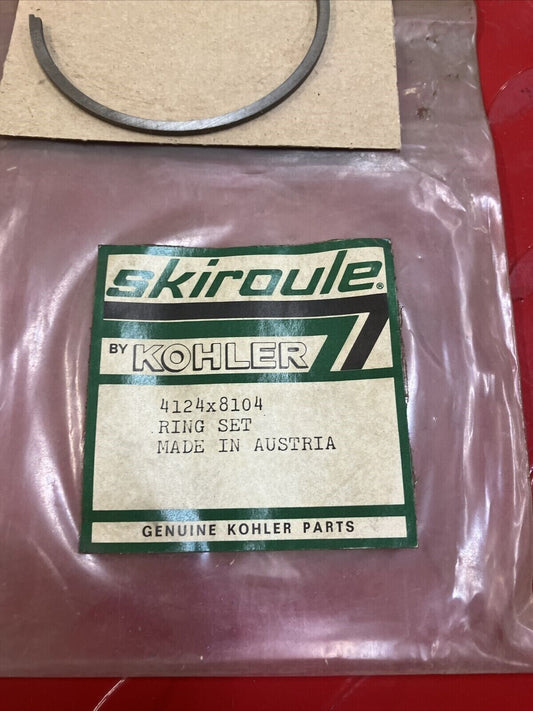 skiroule®
BY KOHLER
4124x8104
RING SET
MADE IN AUSTRIA
GENUINE KOHLER PARTS